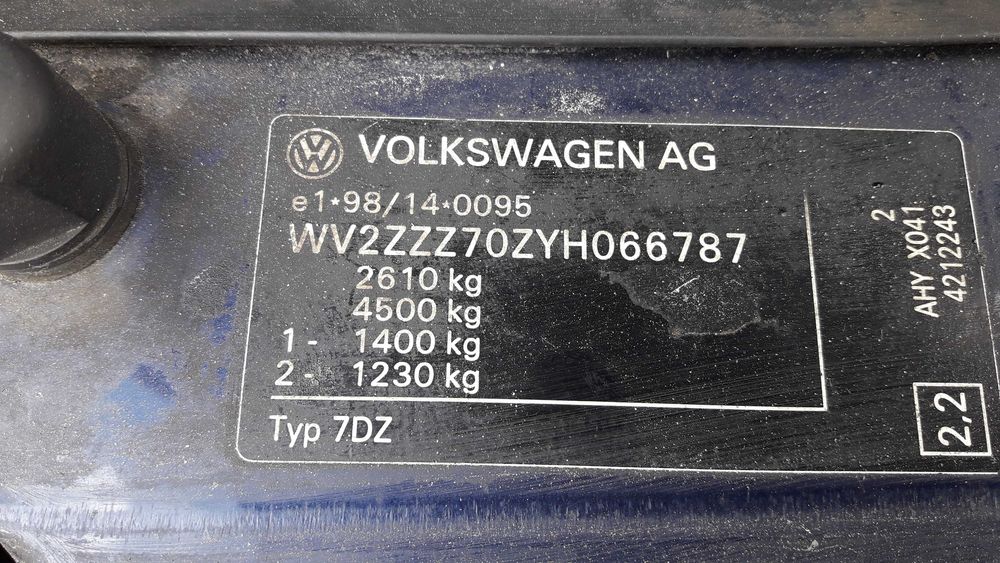 VOLKSWAGEN AG
e1*98/14*0095
WV2ZZZ70ZYH066787
2610 kg
4500 kg
1- 1400 kg
2- 1230 kg
Typ 7DZ
2
AHY X041
4212243
2,2